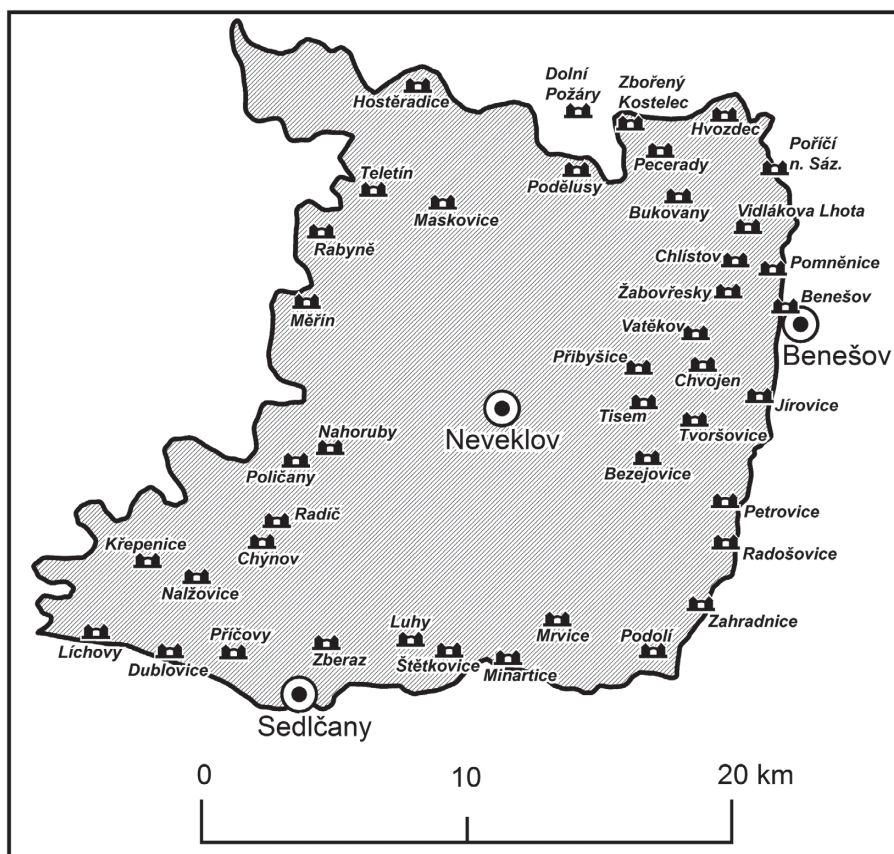 Hostěradice
Dolní
Požáry
Zbořený
Kostelec
Hvozdec
Poříčí
n. Sáz.
Pecerady
Podělusy
Teletín
Maskovice
Bukovany
Vidlákova Lhota
Rabyně
Chlístov
Pomněnice
Žabovřesky
Benešov
Měřín
Vatěkov
Benešov
Přibyšice
Chvojen
Jírovice
Tisem
Neveklov
Tvoršovice
Nahoruby
Poličany
Bezejovice
Petrovice
Radíč
Křepenice
Chýnov
Radošovice
Nalžovice
Zahradnice
Líchovy
Příčovy
Luhy
Mrvice
Podolí
Dublovice
Zberaz
Štětkovice
Minartice
Sedlčany
0 10 20 km